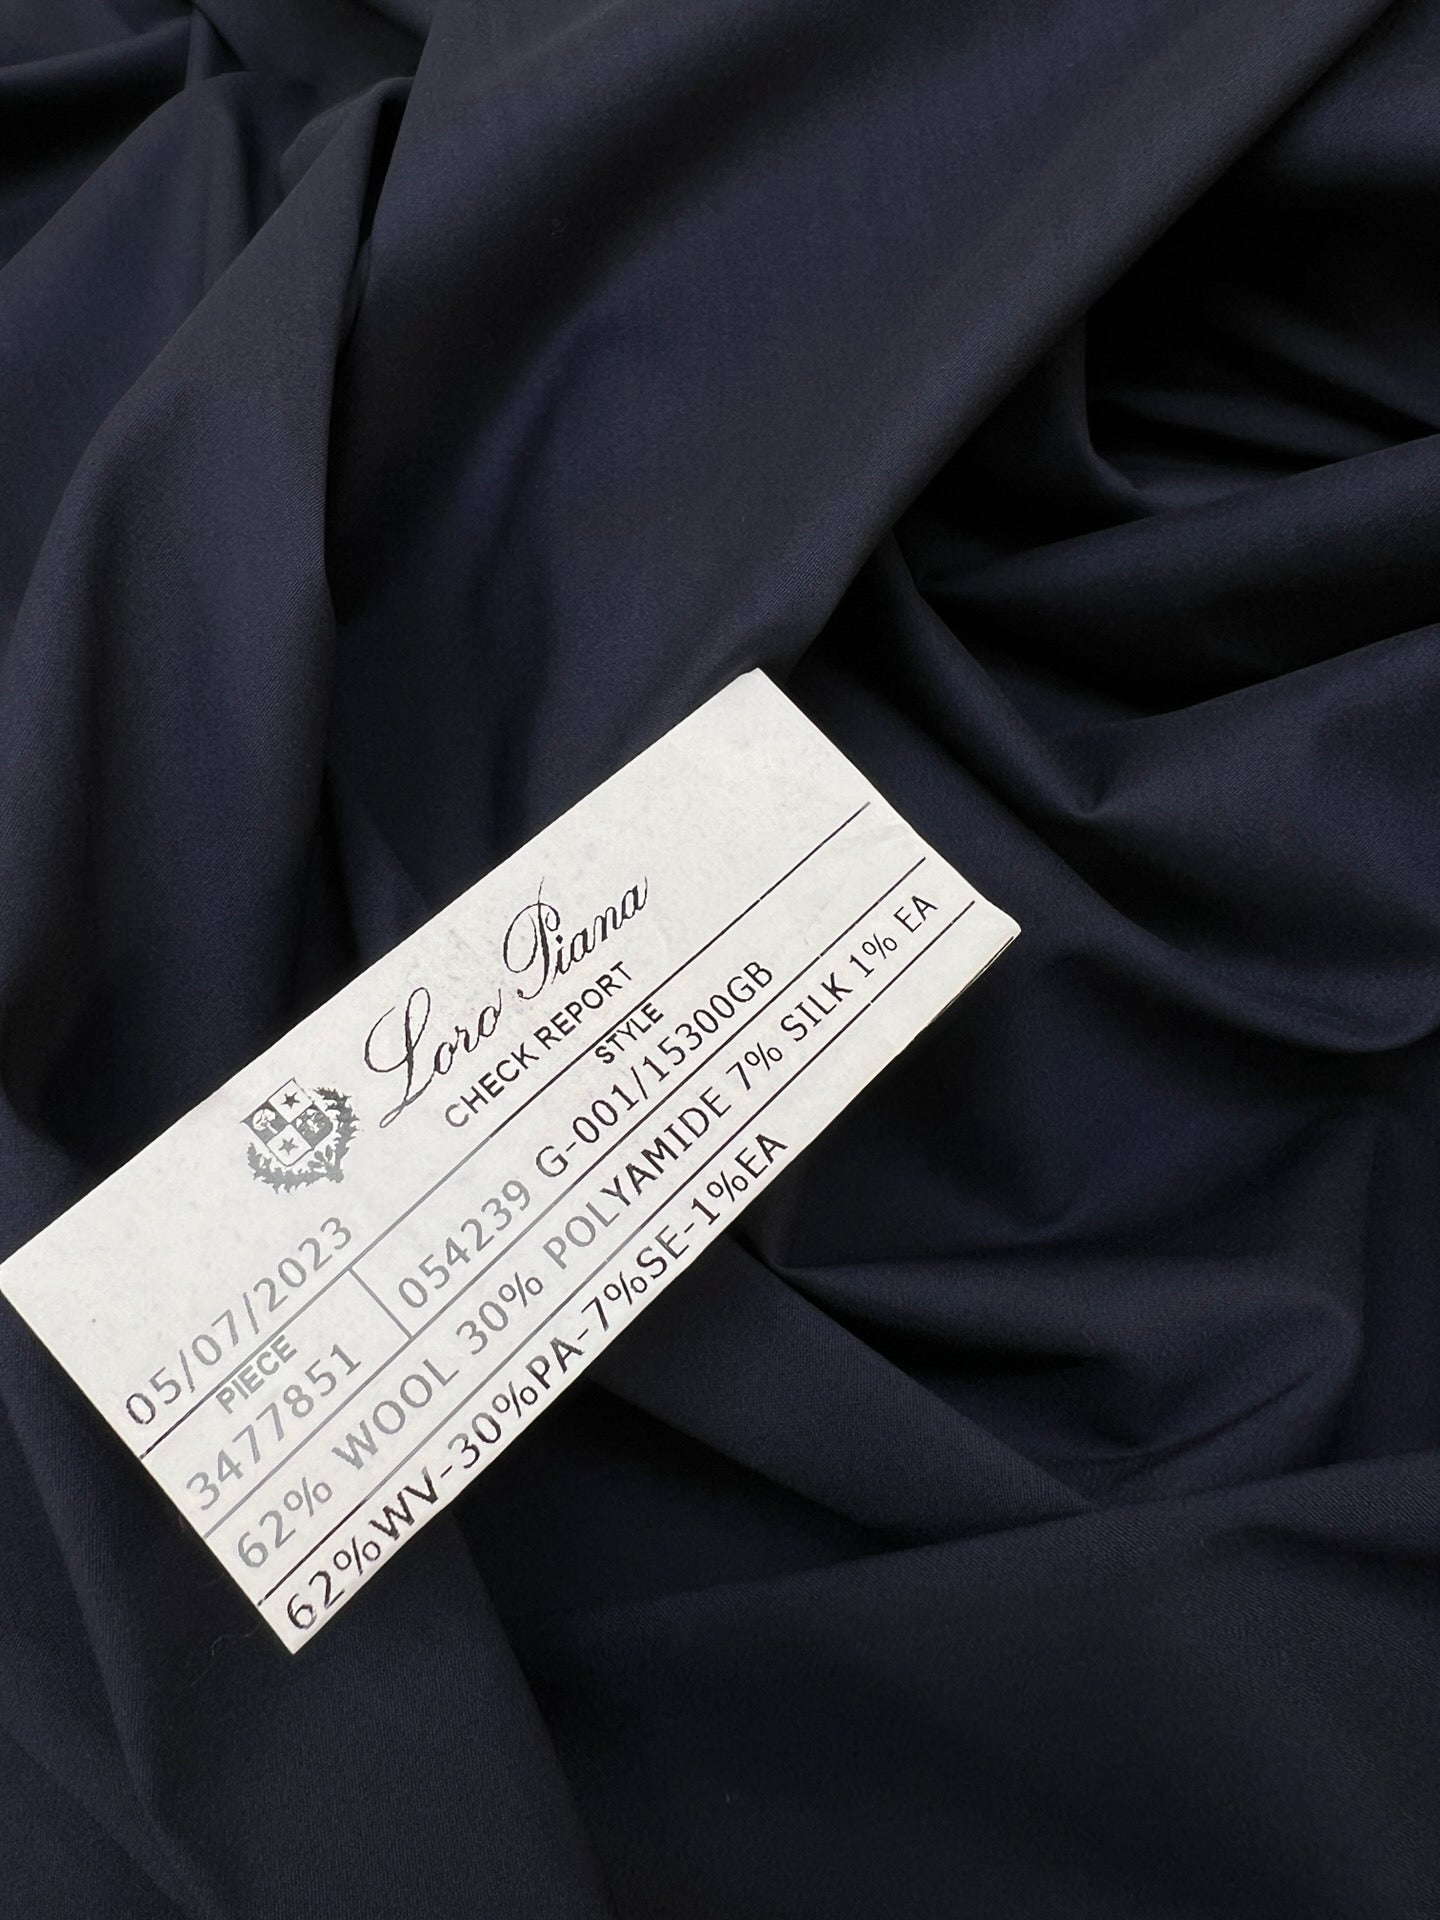 Loro Piana
CHECK REPORT
05/07/2023
PIECE STYLE
3477851 054239 G-001/15300GB
62% WOOL 30% POLYAMIDE 7% SILK 1% EA
62%WV-30%PA-7%SE-1%EA